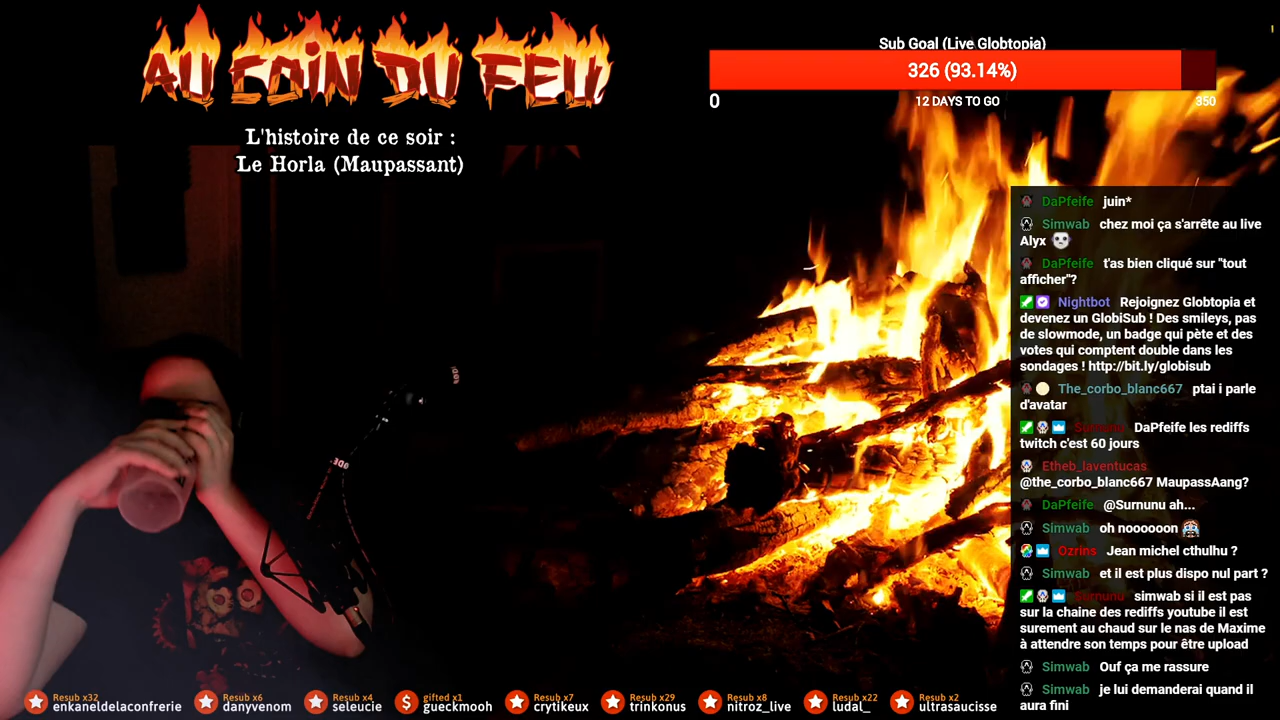 AU COIN DU FEU
L'histoire de ce soir :
Le Horla (Maupassant)
Sub Goal (Live Globtopia)
326 (93.14%)
0
12 DAYS TO GO
350
DaPfeife juin*
Simwab chez moi ça s'arrête au live
Alyx
DaPfeife t'as bien cliqué sur "tout
afficher"?
Nightbot Rejoignez Globtopia et
devenez un GlobiSub ! Des smileys, pas
de slowmode, un badge qui pète et des
votes qui comptent double dans les
sondages ! http://bit.ly/globisub
The_corbo_blanc667 ptai i parle
d'avatar
Surnunu DaPfeife les rediffs
twitch c'est 60 jours
Etheb_laventucas
@the_corbo_blanc667 MaupassAang?
DaPfeife @Surnunu ah...
Simwab oh noooooon
Ozrins Jean michel cthulhu ?
Simwab et il est plus dispo nul part ?
Surnunu simwab si il est pas
sur la chaine des rediffs youtube il est
surement au chaud sur le nas de Maxime
à attendre son temps pour être upload
Simwab Ouf ça me rassure
Simwab je lui demanderai quand il
aura fini
Resub x32
enkaneldelaconfrerie
Resub x6
danyvenom
Resub x4
seleucie
gifted x1
gueckmooh
Resub x7
crytikeux
Resub x29
trinkonus
Resub x8
nitroz_live
Resub x22
ludal_
Resub x2
ultrasaucisse